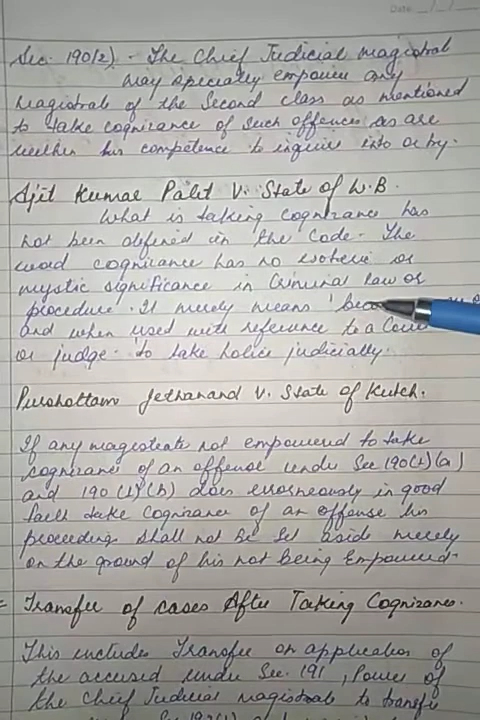 Date
Sec. 190(2) - The Chief Judicial magistral
may specially empower any
magistrate of the second class as mentioned
to take cognizance of such offences as are
within his competence to inquire into or by.
Ajit Kumar Palit V. State of W.B.
What is taking cognizance has
not been defined in the Code. The
word cognizance has no esoteric or
mystic significance in Criminal law or
procedure. It merely means
and when used with reference to a Cour
or judge. to take notice judicially.
Purshottam Jethanand V. State of Kutch.
If any magistrate not empowered to take
cognizance of an offense under Sec 190(1)(a)
and 190(1)(b) does erroneously in good
faith take Cognizance of an offense his
proceeding shall not be set aside merely
on the ground of his not being Empowered.
= Transfer of cases After Taking Cognizance.
This includes Transfer on application of
the accused under Sec. 191, Power of
the Chief Judicial magistrate to transfer